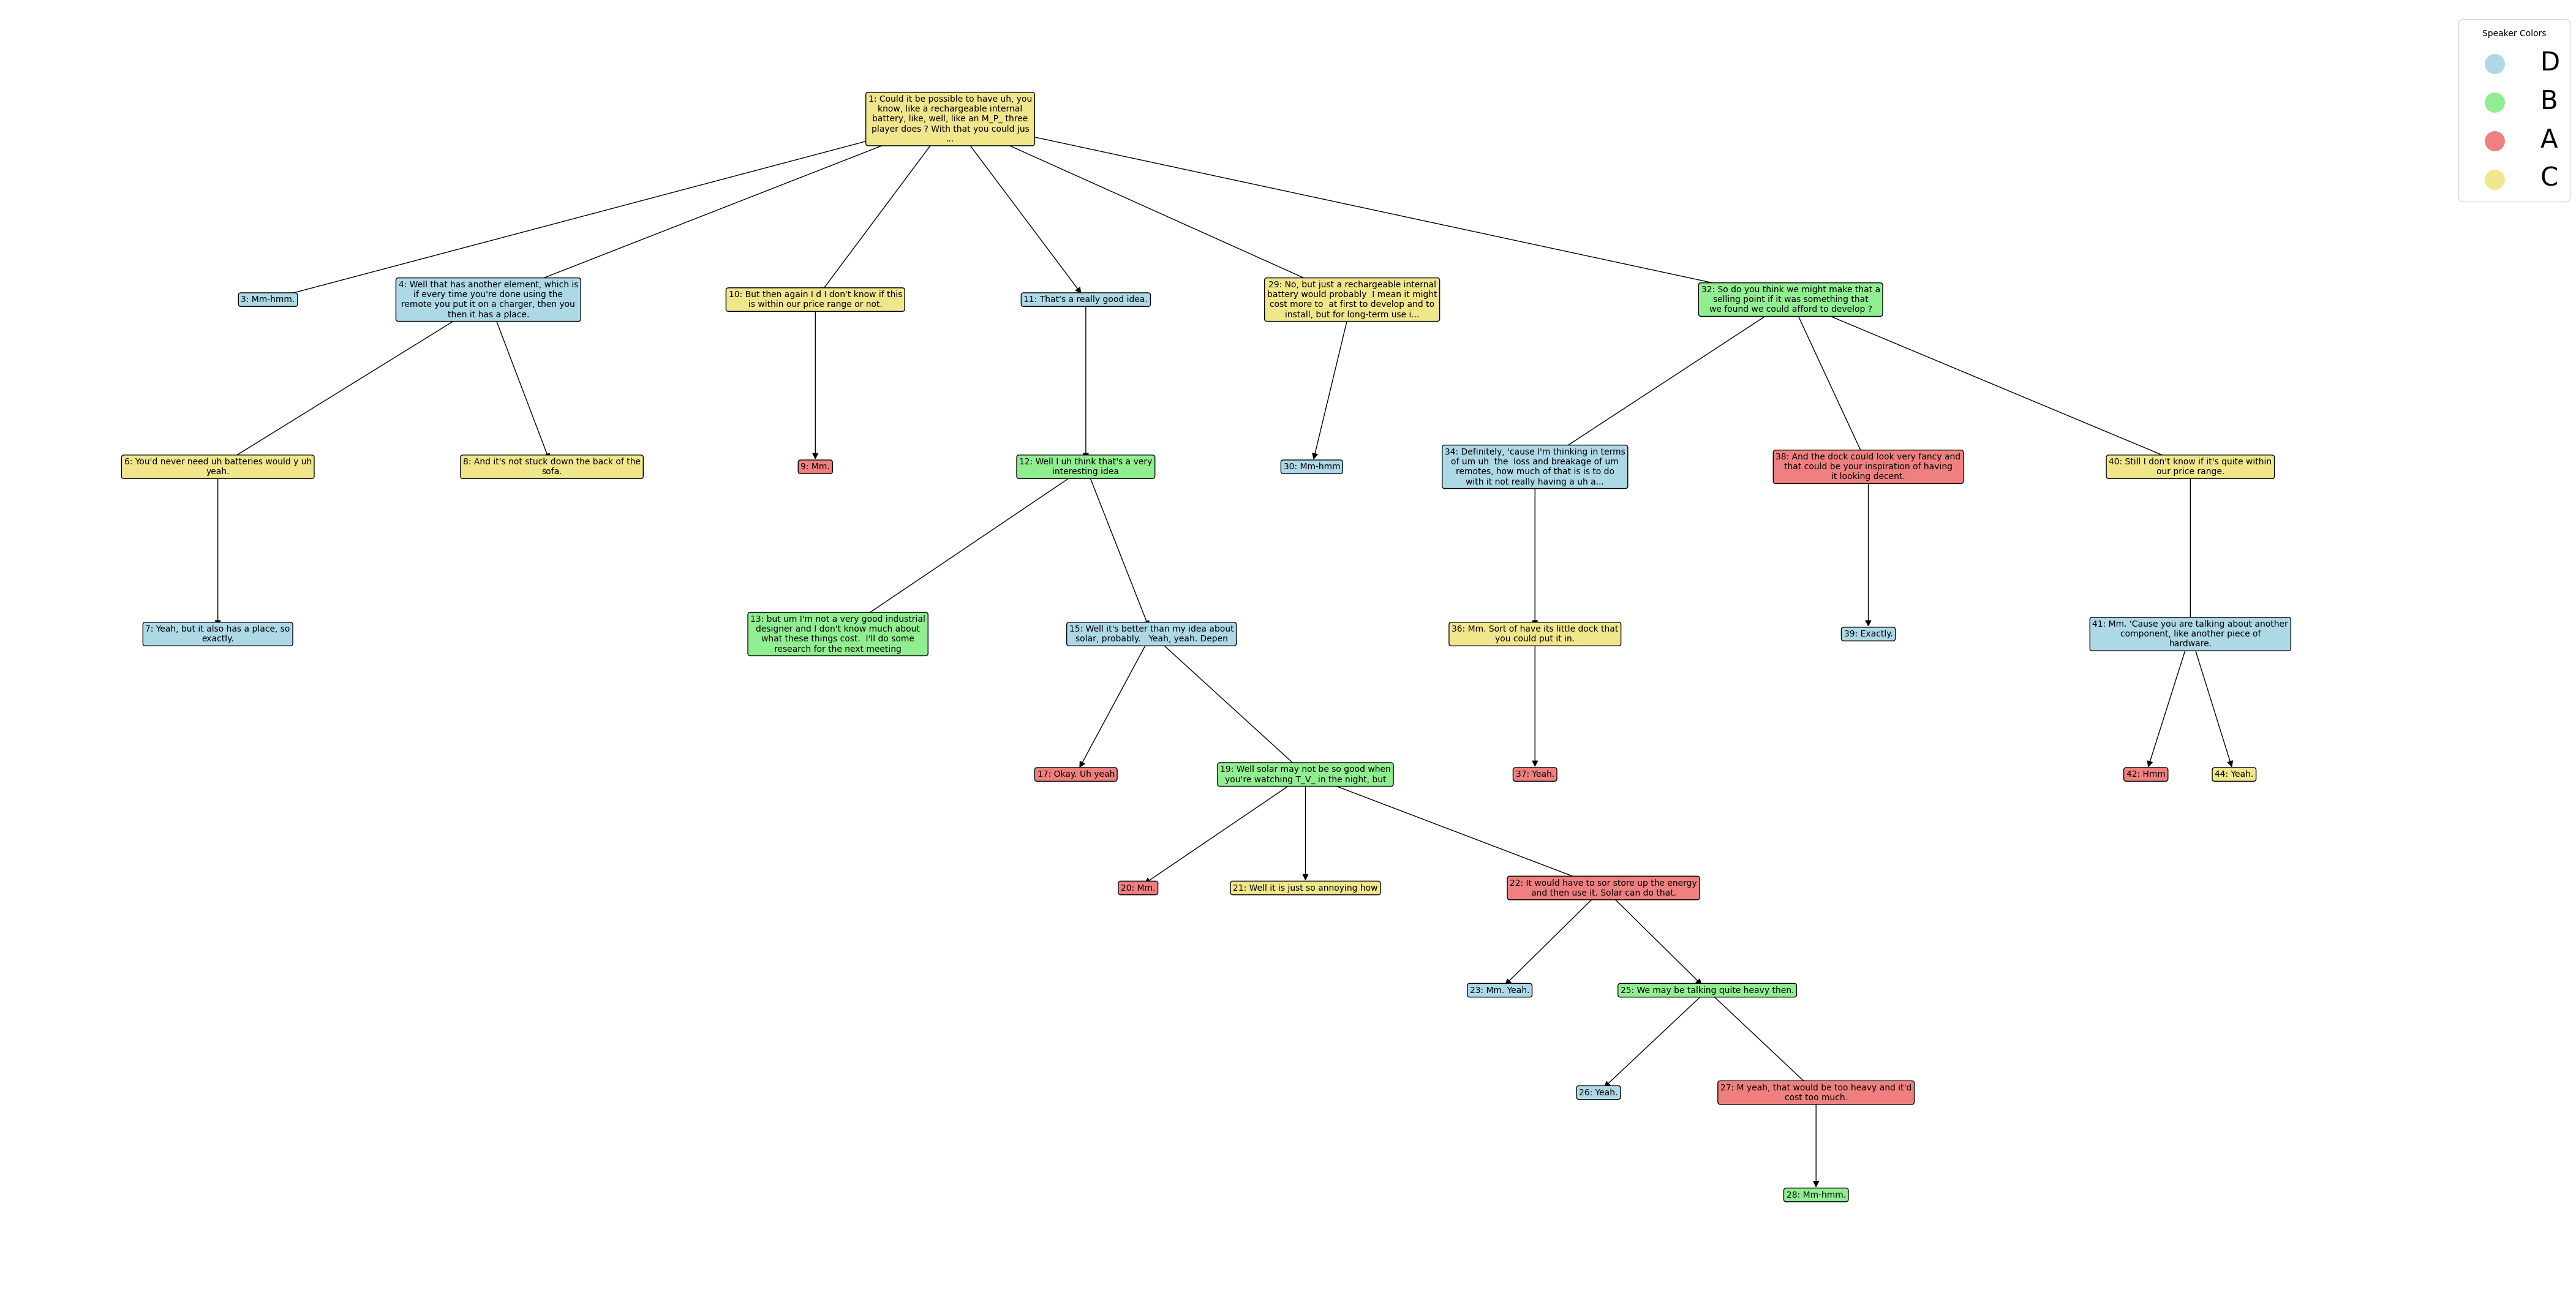 Speaker Colors
D
B
A
C
1: Could it be possible to have uh, you
know, like a rechargeable internal
battery, like, well, like an M_P_ three
player does ? With that you could jus
...
3: Mm-hmm.
4: Well that has another element, which is
if every time you're done using the
remote you put it on a charger, then you
then it has a place.
10: But then again I d I don't know if this
is within our price range or not.
11: That's a really good idea.
29: No, but just a rechargeable internal
battery would probably  I mean it might
cost more to  at first to develop and to
install, but for long-term use i...
32: So do you think we might make that a
selling point if it was something that
we found we could afford to develop ?
6: You'd never need uh batteries would y uh
yeah.
8: And it's not stuck down the back of the
sofa.
9: Mm.
12: Well I uh think that's a very
interesting idea
30: Mm-hmm
34: Definitely, 'cause I'm thinking in terms
of um uh  the  loss and breakage of um
remotes, how much of that is is to do
with it not really having a uh a...
38: And the dock could look very fancy and
that could be your inspiration of having
it looking decent.
40: Still I don't know if it's quite within
our price range.
7: Yeah, but it also has a place, so
exactly.
13: but um I'm not a very good industrial
designer and I don't know much about
what these things cost.  I'll do some
research for the next meeting
15: Well it's better than my idea about
solar, probably.   Yeah, yeah. Depen
36: Mm. Sort of have its little dock that
you could put it in.
39: Exactly.
41: Mm. 'Cause you are talking about another
component, like another piece of
hardware.
17: Okay. Uh yeah
19: Well solar may not be so good when
you're watching T_V_ in the night, but
37: Yeah.
42: Hmm
44: Yeah.
20: Mm.
21: Well it is just so annoying how
22: It would have to sor store up the energy
and then use it. Solar can do that.
23: Mm. Yeah.
25: We may be talking quite heavy then.
26: Yeah.
27: M yeah, that would be too heavy and it'd
cost too much.
28: Mm-hmm.